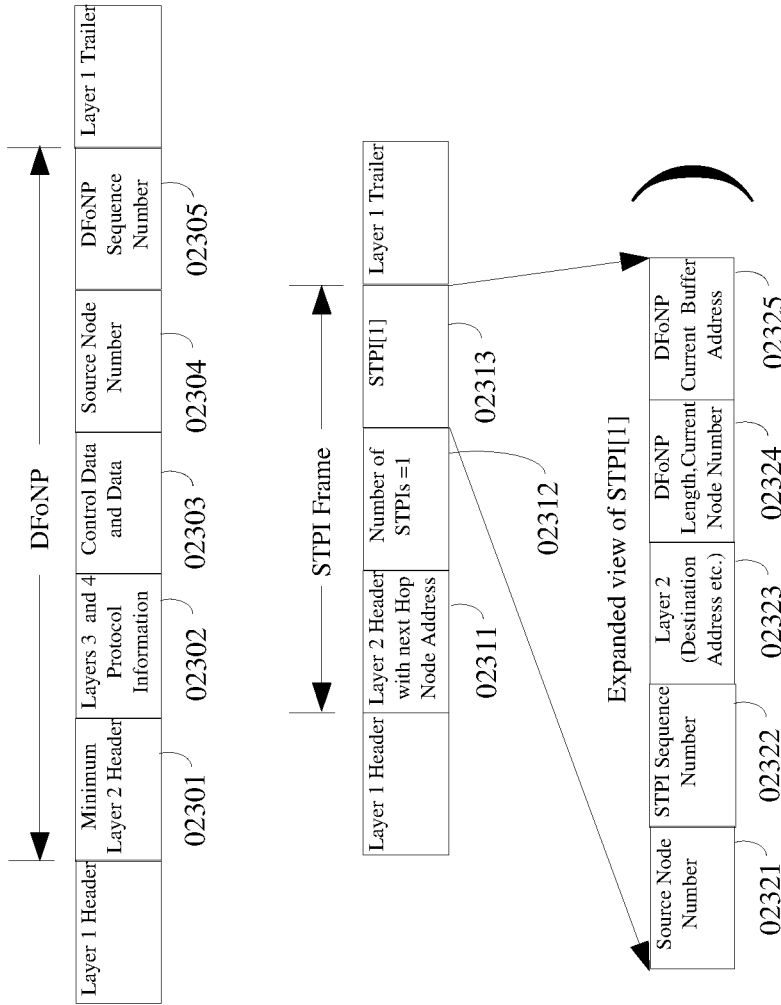 DFoNP
Layer 1 Header
Minimum
Layer 2 Header
Layers 3 and 4
Protocol
Information
Control Data
and Data
Source Node
Number
DFoNP
Sequence
Number
Layer 1 Trailer
02301
02302
02303
02304
02305
STPI Frame
Layer 1 Header
Layer 2 Header
with next Hop
Node Address
Number of
STPIs =1
STPI[1]
Layer 1 Trailer
02311
02312
02313
Expanded view of STPI[1]
Source Node
Number
STPI Sequence
Number
Layer 2
(Destination
Address etc.)
DFoNP
Length,Current
Node Number
DFoNP
Current Buffer
Address
02321
02322
02323
02324
02325